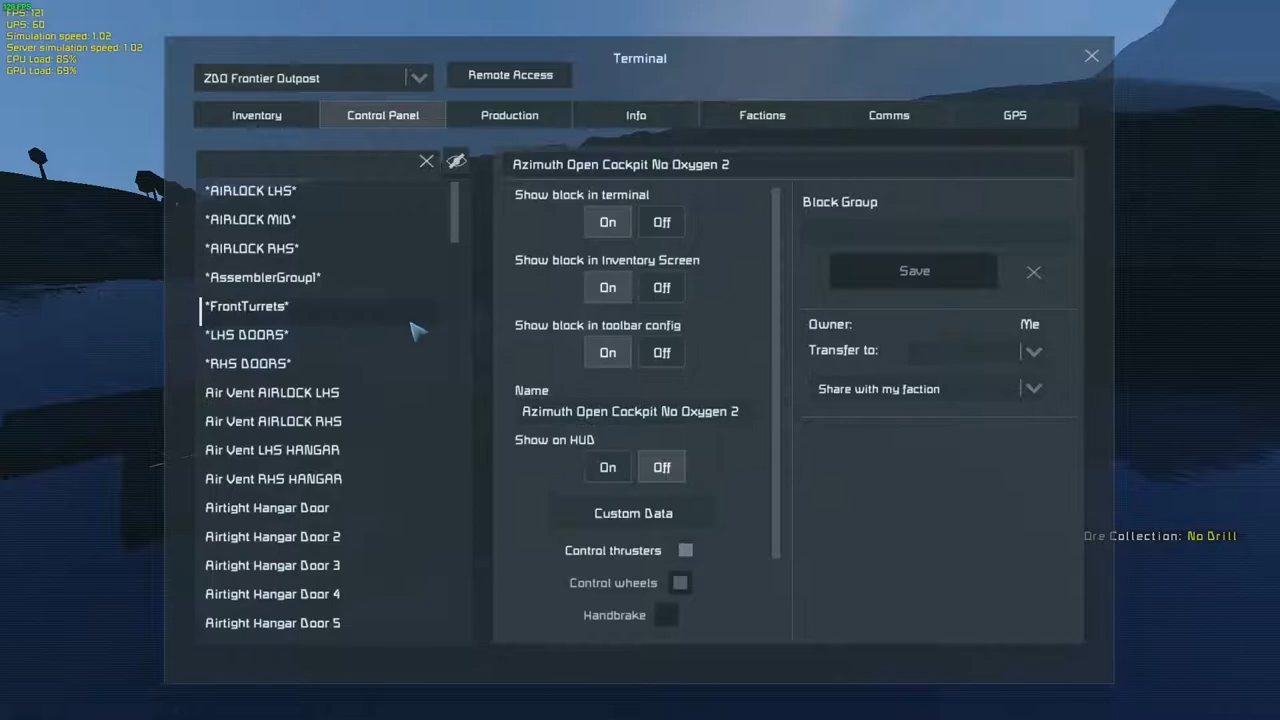 120 FPS
FPS: 121
UPS: 60
Simulation speed: 1.02
Server simulation speed: 1.02
CPU Load: 85%
GPU Load: 69%
Terminal
ZDO Frontier Outpost
Remote Access
Inventory
Control Panel
Production
Info
Factions
Comms
GPS
*AIRLOCK LHS*
*AIRLOCK MID*
*AIRLOCK RHS*
*AssemblerGroup1*
*FrontTurrets*
*LHS DOORS*
*RHS DOORS*
Air Vent AIRLOCK LHS
Air Vent AIRLOCK RHS
Air Vent LHS HANGAR
Air Vent RHS HANGAR
Airtight Hangar Door
Airtight Hangar Door 2
Airtight Hangar Door 3
Airtight Hangar Door 4
Airtight Hangar Door 5
Azimuth Open Cockpit No Oxygen 2
Show block in terminal
On Off
Show block in Inventory Screen
On Off
Show block in toolbar config
On Off
Name
Azimuth Open Cockpit No Oxygen 2
Show on HUD
On Off
Custom Data
Control thrusters
Control wheels
Handbrake
Block Group
Save
Owner: Me
Transfer to:
Share with my faction
Ore Collection: No Drill